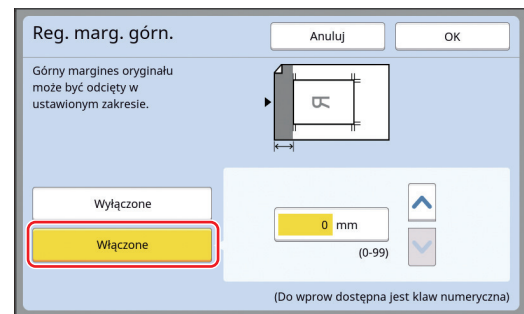 Reg. marg. górn.
Anuluj
OK
Górny margines oryginału
może być odcięty w
ustawionym zakresie.
R
Wyłączone
Włączone
0 mm
(0-99)
(Do wprow dostępna jest klaw numeryczna)